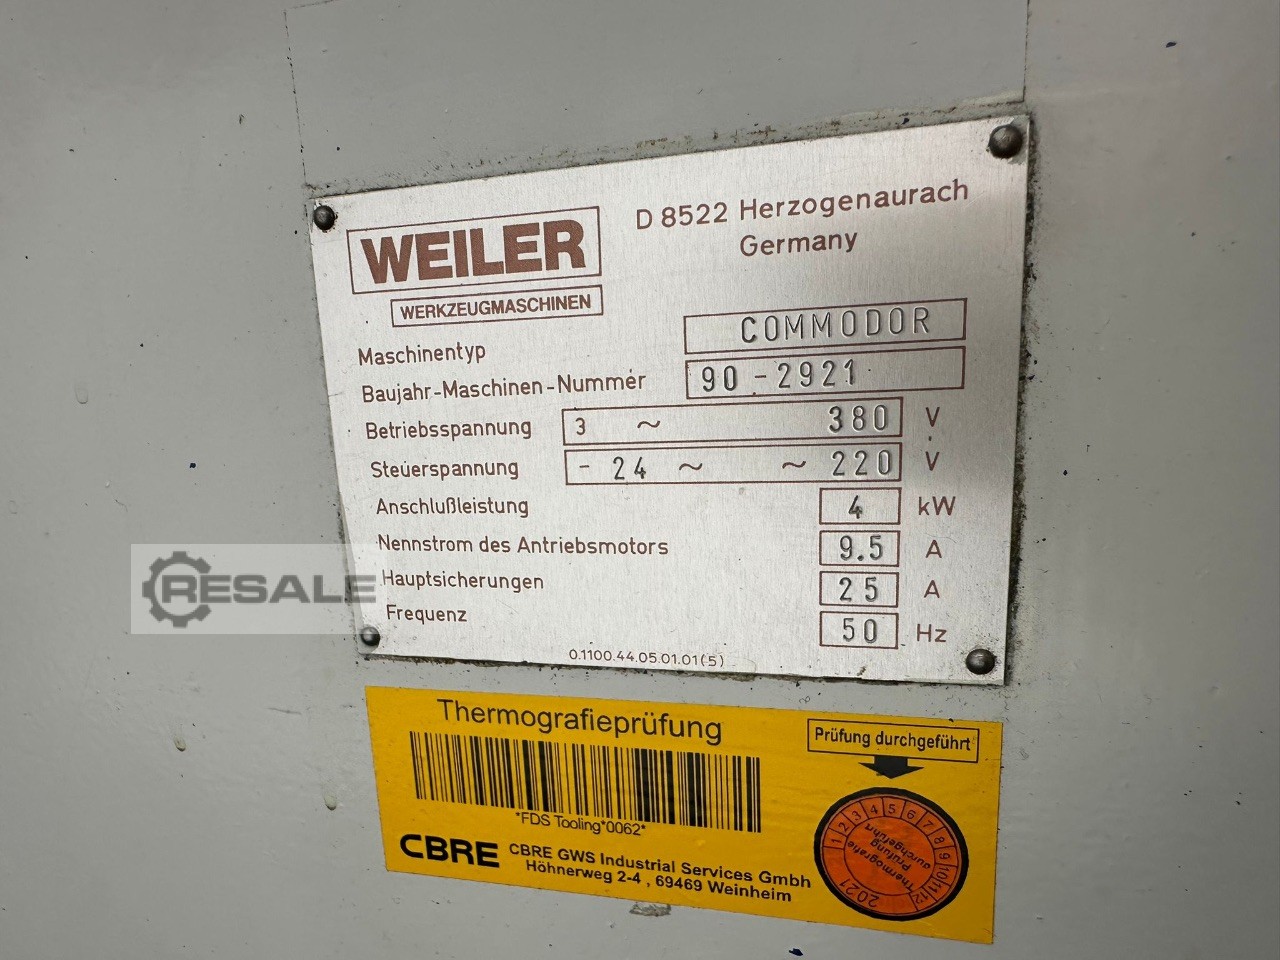 WEILER
WERKZEUGMASCHINEN
D 8522 Herzogenaurach
Germany
Maschinentyp COMMODOR
Baujahr-Maschinen-Nummer 90-2921
Betriebsspannung 3 ~ 380 V
Steuerspannung - 24 ~ ~ 220 V
Anschlußleistung 4 kW
Nennstrom des Antriebsmotors 9.5 A
Hauptsicherungen 25 A
Frequenz 50 Hz
0.1100.44.05.01.01(5)
RESALE
Thermografieprüfung
*FDS Tooling*0062*
CBRE
CBRE GWS Industrial Services Gmbh
Höhnerweg 2-4 , 69469 Weinheim
Prüfung durchgeführt
1 2 3 4 5 6 7 8 9 10 11 12
Thermografie
Prüfung
durchgeführt
2021